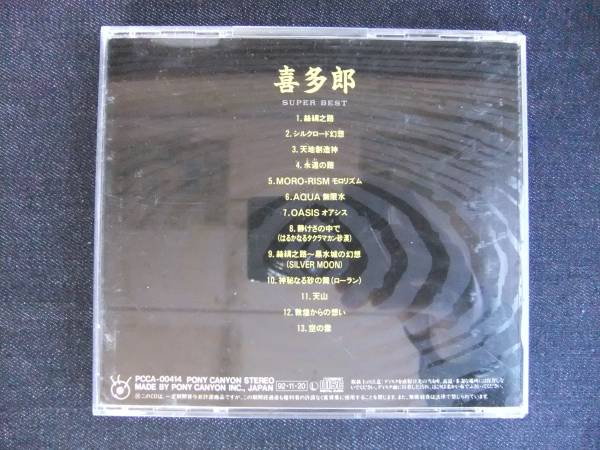 喜多郎
SUPER BEST
1. 絲綢之路
2. シルクロード幻想
3. 天地創造神
4. 永遠の路
5. MORO-RISM モロリズム
6. AQUA 無限水
7. OASIS オアシス
8. 静けさの中で
(はるかなるタクラマカン砂漠)
9. 絲綢之路〜黒水城の幻想
(SILVER MOON)
10. 神秘なる砂の舞(ローラン)
11. 天山
12. 敦煌からの想い
13. 空の雲
PCCA-00414 PONY CANYON STEREO
MADE BY PONY CANYON INC., JAPAN
92・11・20
L
COMPACT disc DIGITAL AUDIO